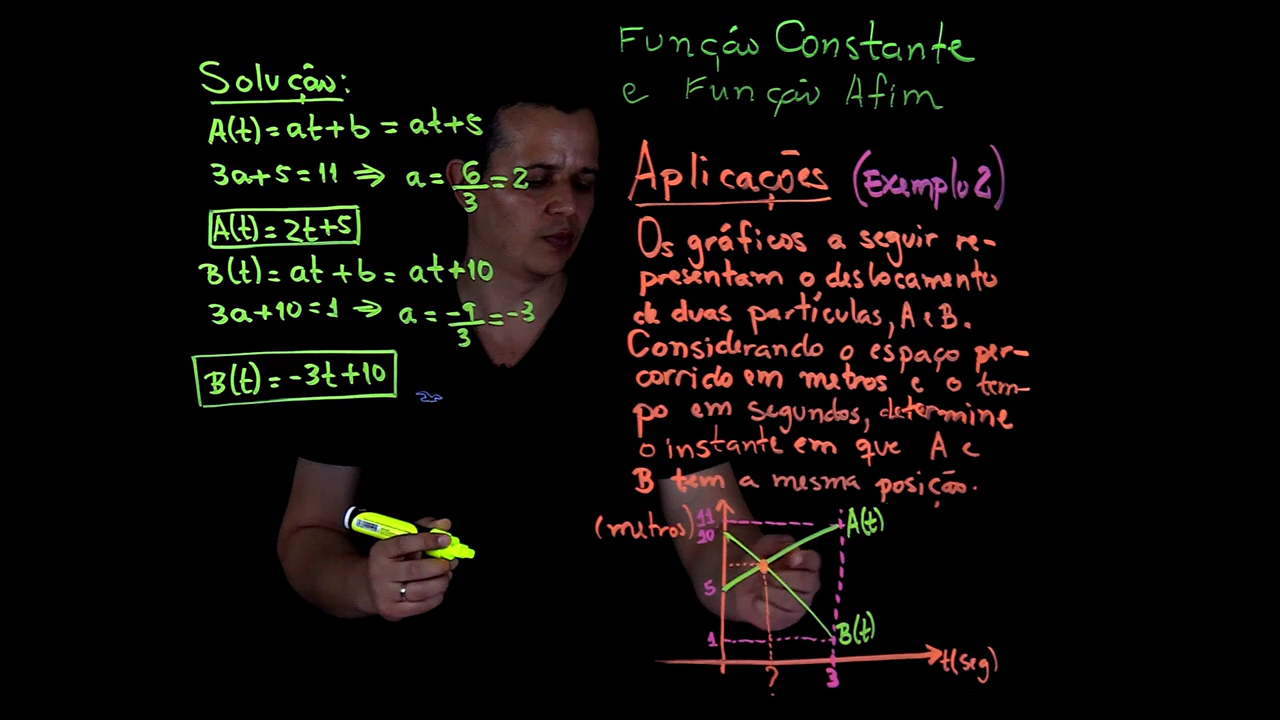 Função Constante
e Função Afim
Solução:
A(t) = at + b = at + 5
3a + 5 = 11 ⇒ a = 6/3 = 2
A(t) = 2t + 5
B(t) = at + b = at + 10
3a + 10 = 1 ⇒ a = -9/3 = -3
B(t) = -3t + 10
Aplicações (Exemplo 2)
Os gráficos a seguir re-
presentam o deslocamento
de duas partículas, A e B.
Considerando o espaço per-
corrido em metros e o tem-
po em segundos, determine
o instante em que A e
B tem a mesma posição.
(metros)
11
10
5
1
A(t)
B(t)
t(seg)
?
3